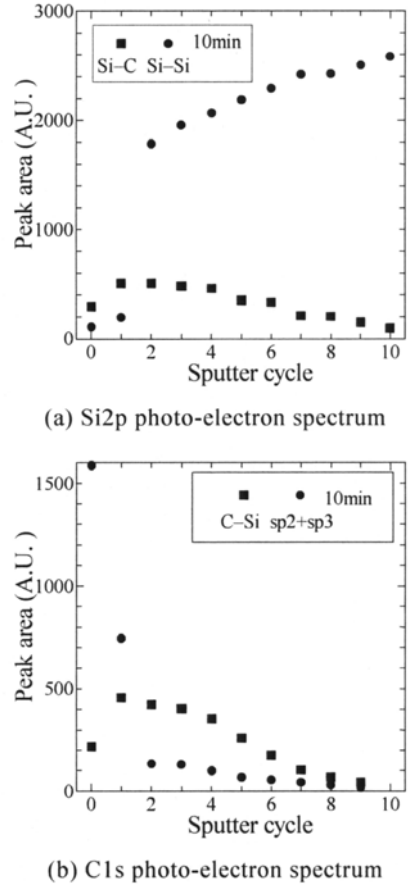 3000
2000
1000
0
Peak area (A.U.)
■ ● 10min
Si–C Si–Si
0 2 4 6 8 10
Sputter cycle
(a) Si2p photo-electron spectrum
1500
1000
500
0
Peak area (A.U.)
■ ● 10min
C–Si sp2+sp3
0 2 4 6 8 10
Sputter cycle
(b) C1s photo-electron spectrum